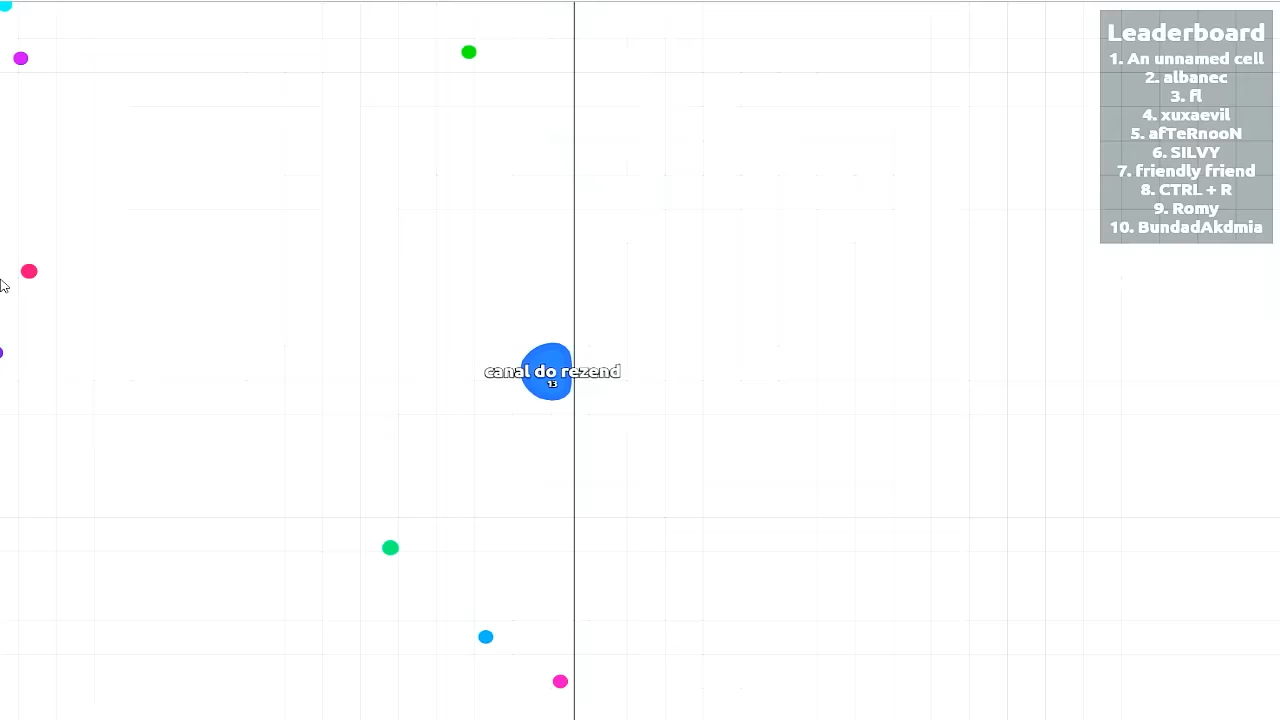 Leaderboard
1. An unnamed cell
2. albanec
3. fl
4. xuxaevil
5. afTeRnooN
6. SILVY
7. friendly friend
8. CTRL + R
9. Romy
10. BundadAkdmia
canal do rezend
13